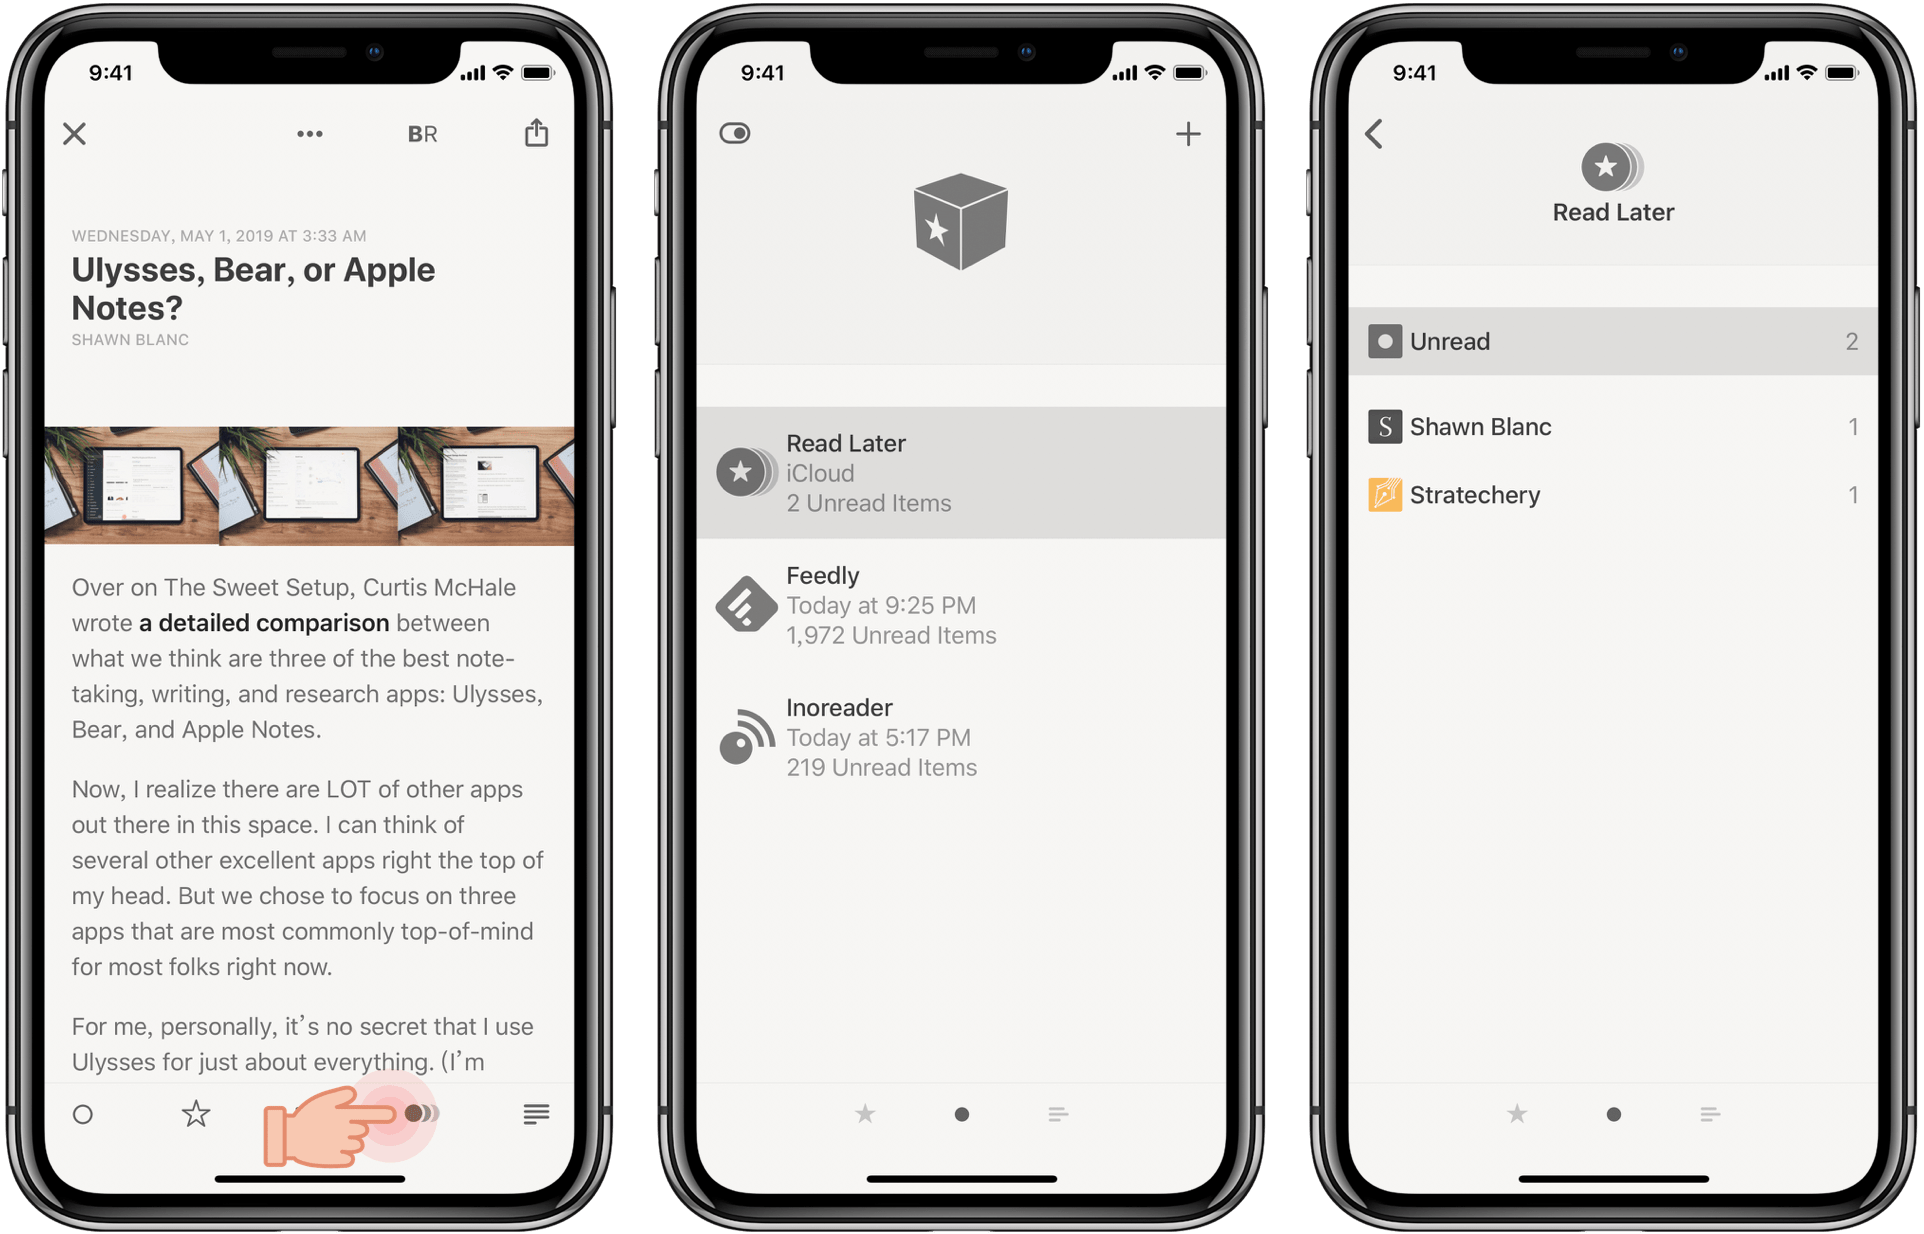 9:41
BR
WEDNESDAY, MAY 1, 2019 AT 3:33 AM
Ulysses, Bear, or Apple
Notes?
SHAWN BLANC
Over on The Sweet Setup, Curtis McHale
wrote a detailed comparison between
what we think are three of the best note-
taking, writing, and research apps: Ulysses,
Bear, and Apple Notes.
Now, I realize there are LOT of other apps
out there in this space. I can think of
several other excellent apps right the top of
my head. But we chose to focus on three
apps that are most commonly top-of-mind
for most folks right now.
For me, personally, it’s no secret that I use
Ulysses for just about everything. (I’m
9:41
Read Later
iCloud
2 Unread Items
Feedly
Today at 9:25 PM
1,972 Unread Items
Inoreader
Today at 5:17 PM
219 Unread Items
9:41
Read Later
Unread 2
S Shawn Blanc 1
Stratechery 1